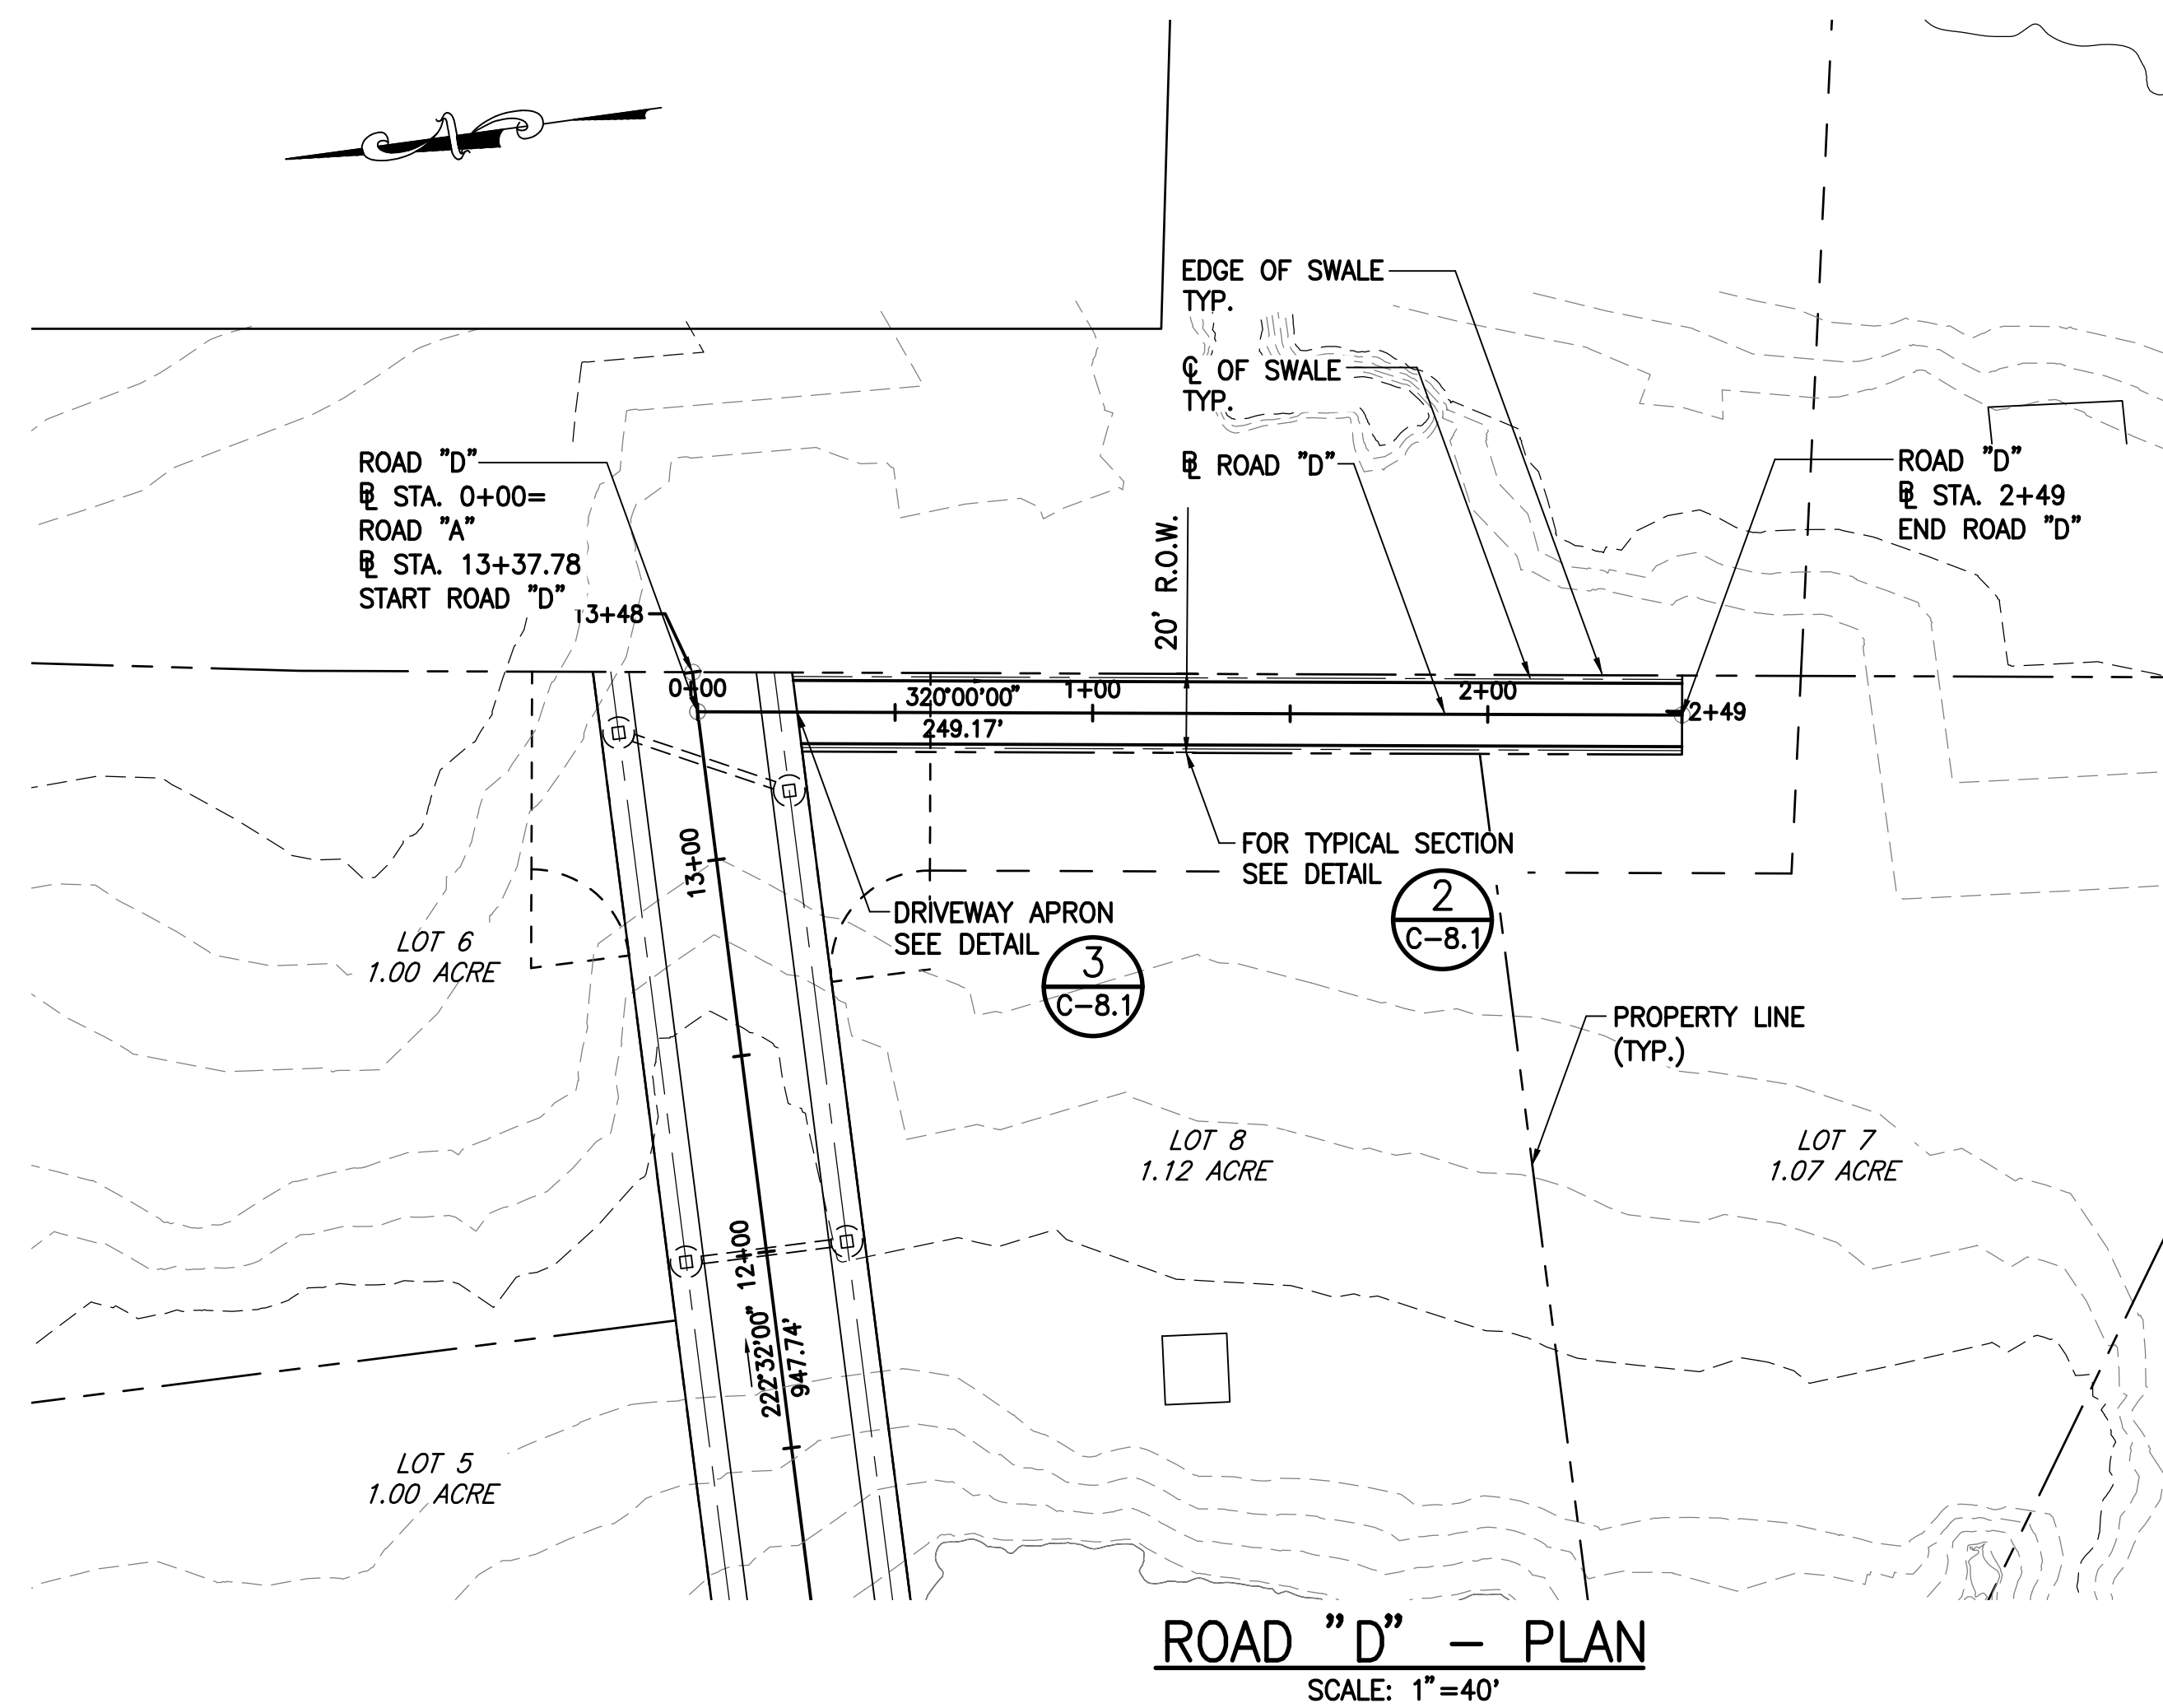 N
EDGE OF SWALE
TYP.
℄ OF SWALE
TYP.
ROAD "D"
B⅃ STA. 0+00=
ROAD "A"
B⅃ STA. 13+37.78
START ROAD "D"
13+48
B⅃ ROAD "D"
20' R.O.W.
ROAD "D"
B⅃ STA. 2+49
END ROAD "D"
0+00
320°00'00"
249.17'
1+00
2+00
2+49
FOR TYPICAL SECTION
SEE DETAIL
2
C-8.1
13+00
DRIVEWAY APRON
SEE DETAIL
3
C-8.1
LOT 6
1.00 ACRE
PROPERTY LINE
(TYP.)
LOT 8
1.12 ACRE
LOT 7
1.07 ACRE
12+00
222°32'00"
947.74'
LOT 5
1.00 ACRE
ROAD "D" - PLAN
SCALE: 1"=40'